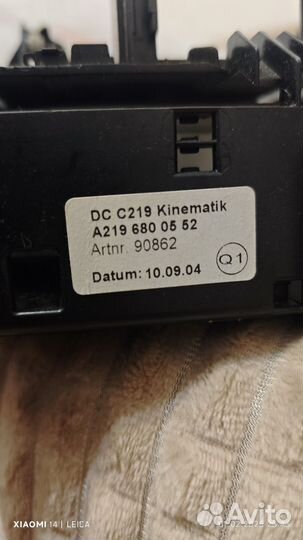 DC C219 Kinematik
A219 680 05 52
Artnr. 90862
Datum: 10.09.04
Q1
XIAOMI 14 | LEICA
Avito